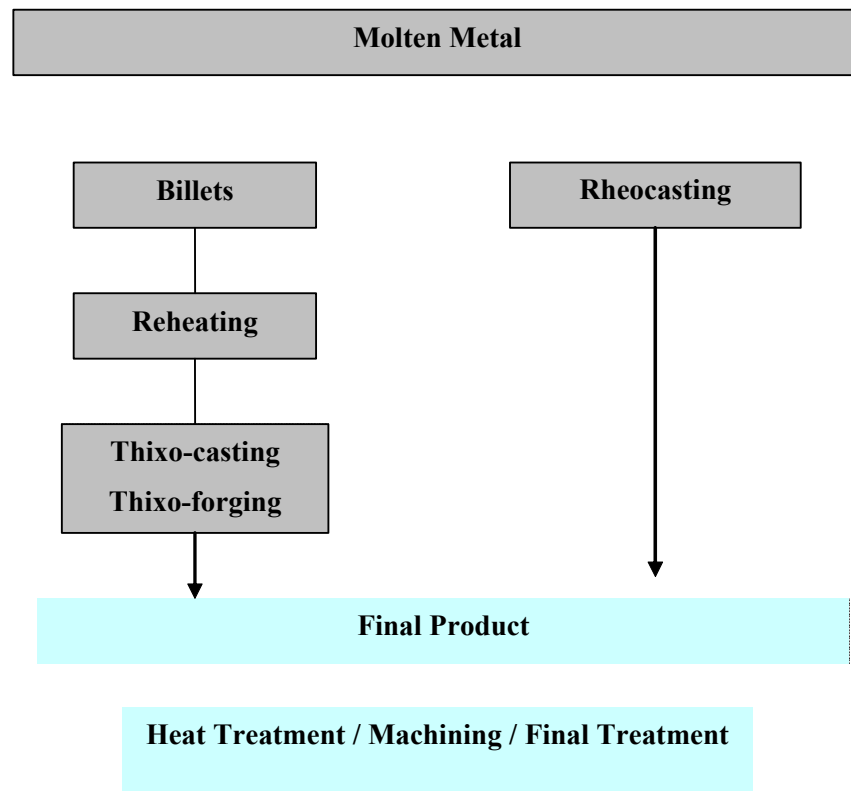 Molten Metal
Billets
Rheocasting
Reheating
Thixo-casting
Thixo-forging
Final Product
Heat Treatment / Machining / Final Treatment